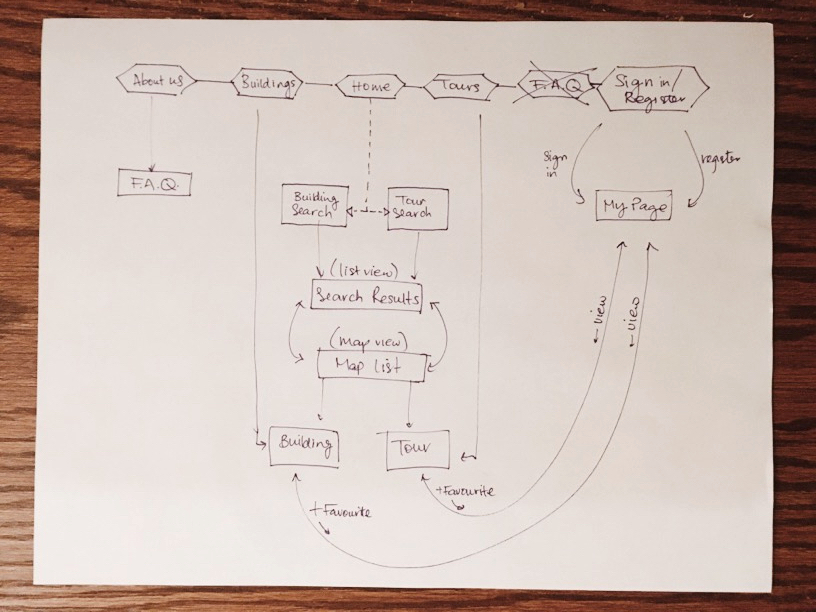 About us
Buildings
Home
Tours
F.A.Q
Sign in/
Register
F.A.Q.
Sign
in
register
Building
Search
Tour
Search
My Page
(list view)
Search Results
(map view)
Map list
view
view
Building
Tour
+Favourite
+Favourite